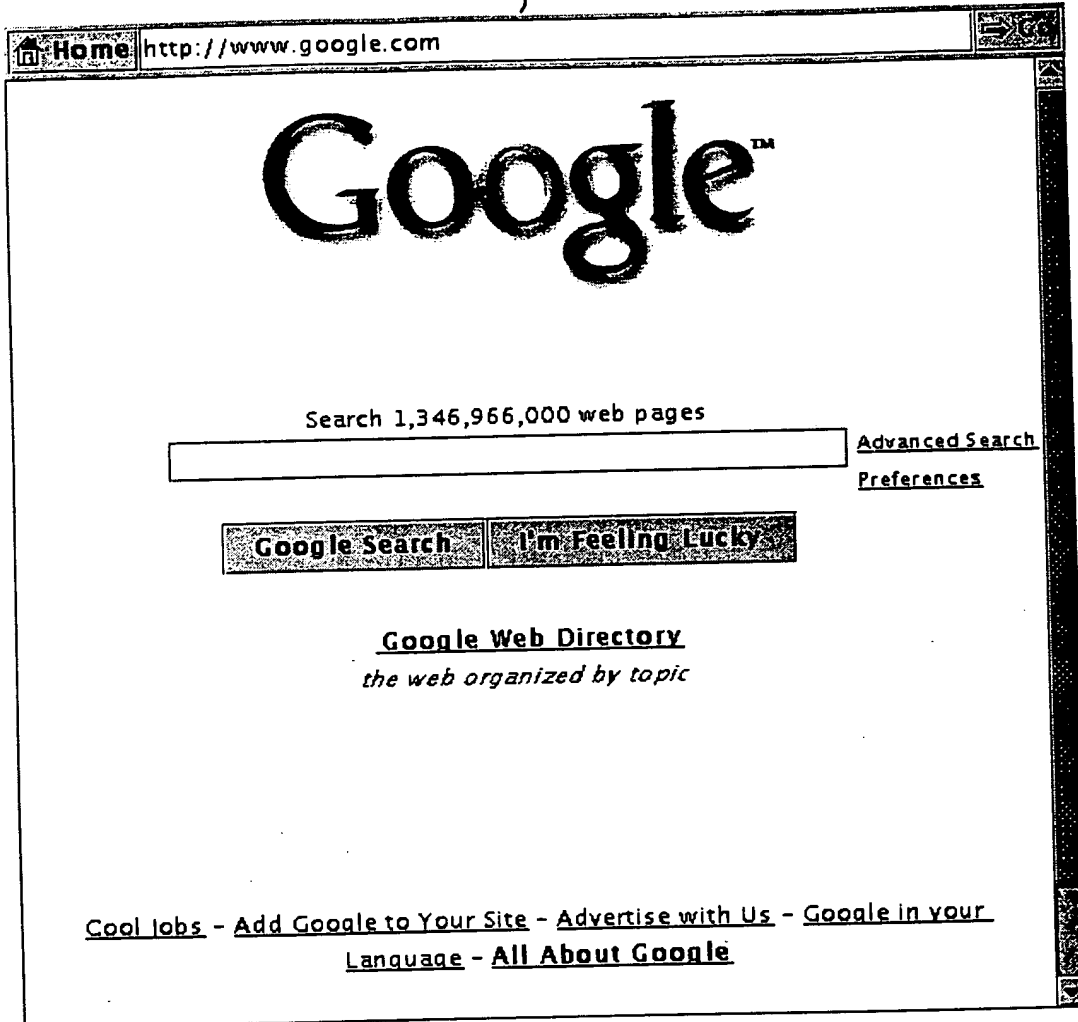 Home http://www.google.com Go
Google™
Search 1,346,966,000 web pages
Advanced Search
Preferences
Google Search I'm Feeling Lucky
Google Web Directory
the web organized by topic
Cool Jobs - Add Google to Your Site - Advertise with Us - Google in your
Language - All About Google